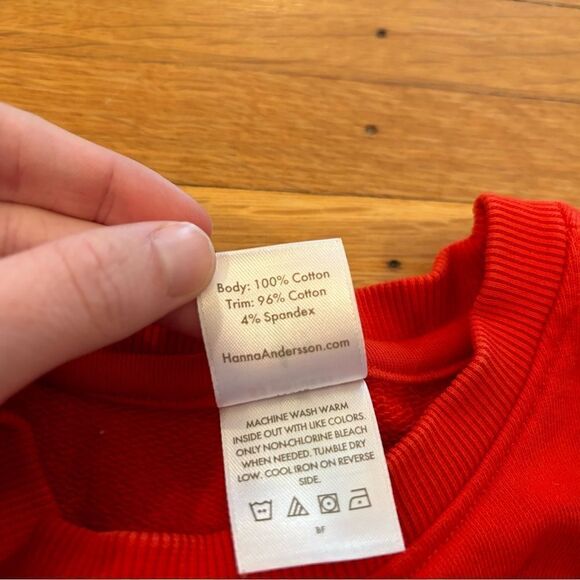 Body: 100% Cotton
Trim: 96% Cotton
4% Spandex
HannaAndersson.com
MACHINE WASH WARM
INSIDE OUT WITH LIKE COLORS.
ONLY NON-CHLORINE BLEACH
WHEN NEEDED. TUMBLE DRY
LOW. COOL IRON ON REVERSE
SIDE.
BF